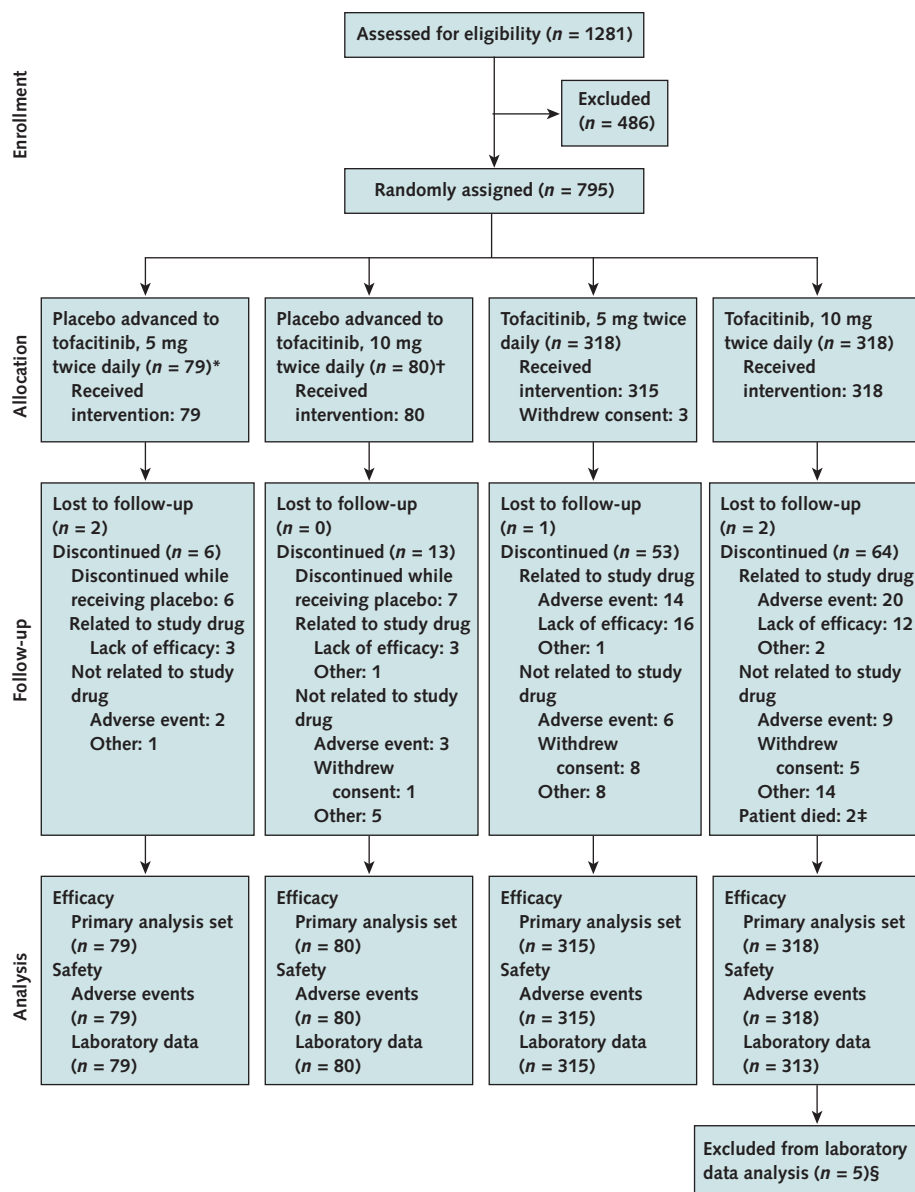 Assessed for eligibility (n = 1281)
Enrollment
Excluded
(n = 486)
Randomly assigned (n = 795)
Allocation
Placebo advanced to
tofacitinib, 5 mg
twice daily (n = 79)*
Received
intervention: 79
Placebo advanced to
tofacitinib, 10 mg
twice daily (n = 80)†
Received
intervention: 80
Tofacitinib, 5 mg twice
daily (n = 318)
Received
intervention: 315
Withdrew consent: 3
Tofacitinib, 10 mg
twice daily (n = 318)
Received
intervention: 318
Follow-up
Lost to follow-up
(n = 2)
Discontinued (n = 6)
Discontinued while
receiving placebo: 6
Related to study drug
Lack of efficacy: 3
Not related to study
drug
Adverse event: 2
Other: 1
Lost to follow-up
(n = 0)
Discontinued (n = 13)
Discontinued while
receiving placebo: 7
Related to study drug
Lack of efficacy: 3
Other: 1
Not related to study
drug
Adverse event: 3
Withdrew
consent: 1
Other: 5
Lost to follow-up
(n = 1)
Discontinued (n = 53)
Related to study drug
Adverse event: 14
Lack of efficacy: 16
Other: 1
Not related to study
drug
Adverse event: 6
Withdrew
consent: 8
Other: 8
Lost to follow-up
(n = 2)
Discontinued (n = 64)
Related to study drug
Adverse event: 20
Lack of efficacy: 12
Other: 2
Not related to study
drug
Adverse event: 9
Withdrew
consent: 5
Other: 14
Patient died: 2‡
Analysis
Efficacy
Primary analysis set
(n = 79)
Safety
Adverse events
(n = 79)
Laboratory data
(n = 79)
Efficacy
Primary analysis set
(n = 80)
Safety
Adverse events
(n = 80)
Laboratory data
(n = 80)
Efficacy
Primary analysis set
(n = 315)
Safety
Adverse events
(n = 315)
Laboratory data
(n = 315)
Efficacy
Primary analysis set
(n = 318)
Safety
Adverse events
(n = 318)
Laboratory data
(n = 313)
Excluded from laboratory
data analysis (n = 5)§